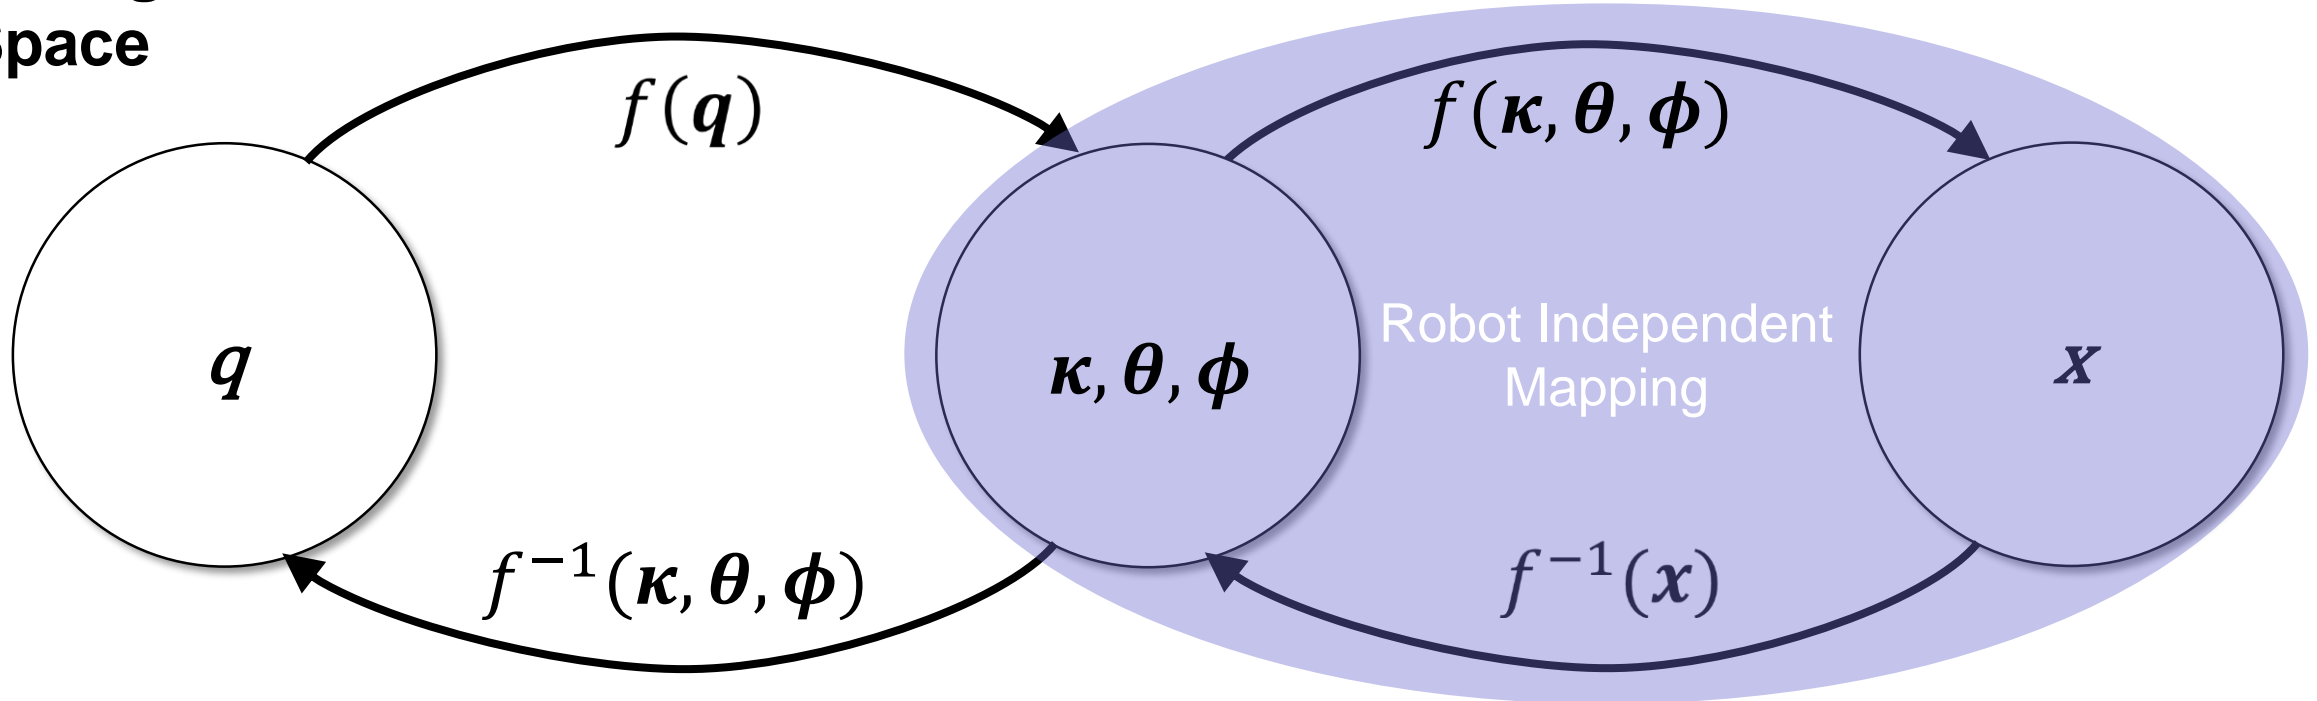 space
f(q)
f(κ, θ, ϕ)
q
κ, θ, ϕ
Robot Independent
Mapping
x
f⁻¹(κ, θ, ϕ)
f⁻¹(x)